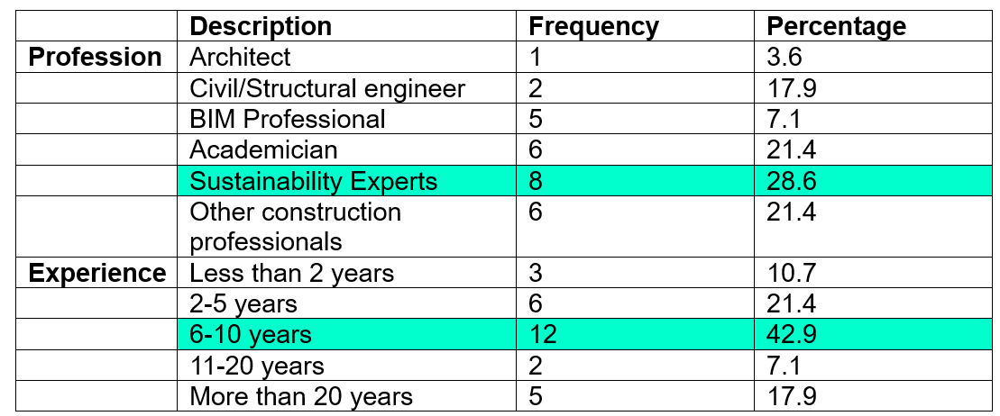 Description Frequency Percentage
Profession Architect 1 3.6
Civil/Structural engineer 2 17.9
BIM Professional 5 7.1
Academician 6 21.4
Sustainability Experts 8 28.6
Other construction 6 21.4
professionals
Experience Less than 2 years 3 10.7
2-5 years 6 21.4
6-10 years 12 42.9
11-20 years 2 7.1
More than 20 years 5 17.9